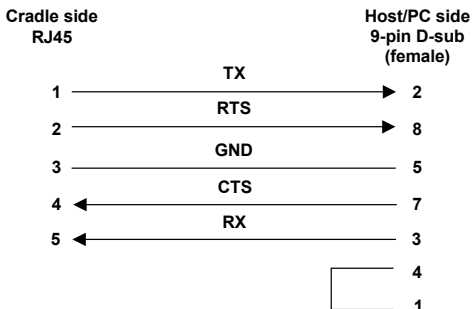 Cradle side Host/PC side
RJ45 9-pin D-sub
(female)
TX
1 2
RTS
2 8
GND
3 5
CTS
4 7
RX
5 3
4
1